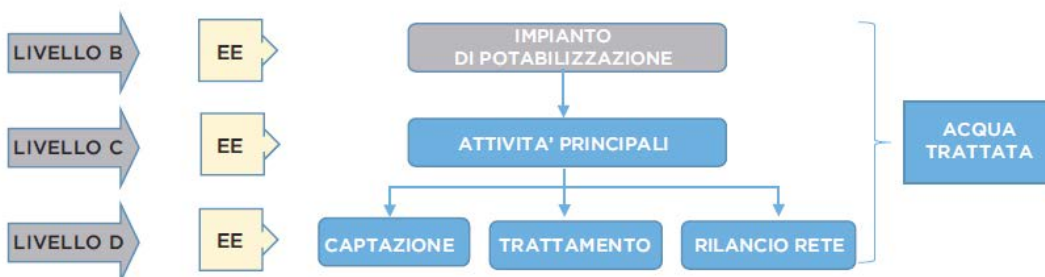 LIVELLO B
EE
IMPIANTO
DI POTABILIZZAZIONE
LIVELLO C
EE
ATTIVITA' PRINCIPALI
ACQUA
TRATTATA
LIVELLO D
EE
CAPTAZIONE
TRATTAMENTO
RILANCIO RETE